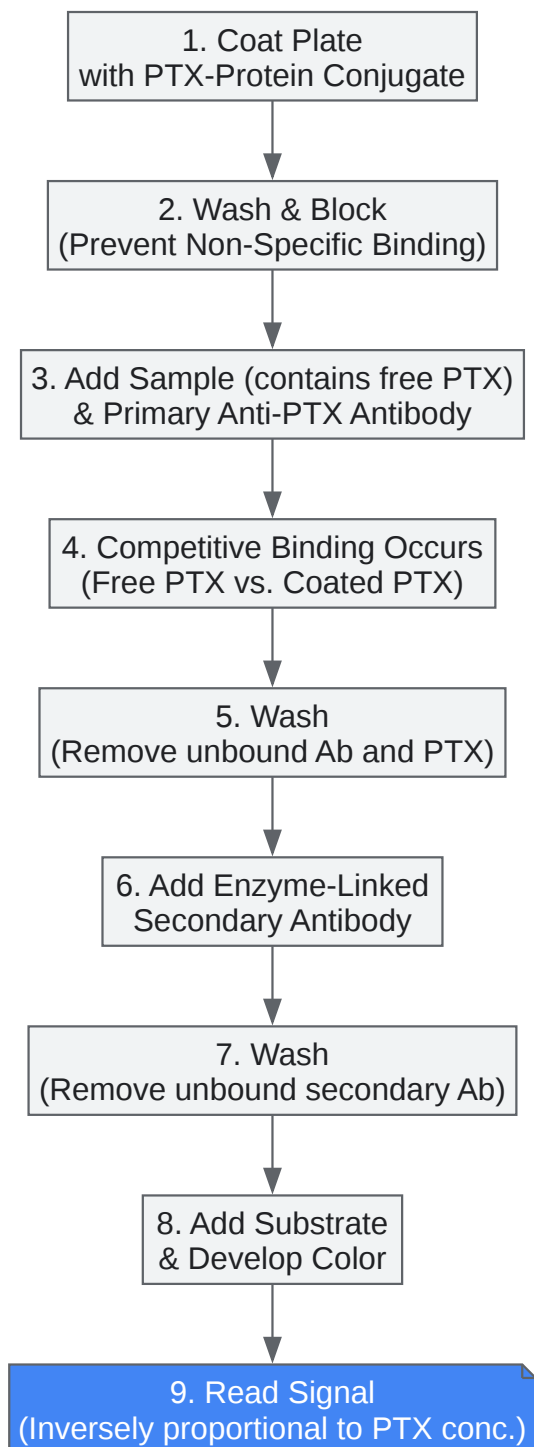 1. Coat Plate
with PTX-Protein Conjugate
2. Wash & Block
(Prevent Non-Specific Binding)
3. Add Sample (contains free PTX)
& Primary Anti-PTX Antibody
4. Competitive Binding Occurs
(Free PTX vs. Coated PTX)
5. Wash
(Remove unbound Ab and PTX)
6. Add Enzyme-Linked
Secondary Antibody
7. Wash
(Remove unbound secondary Ab)
8. Add Substrate
& Develop Color
9. Read Signal
(Inversely proportional to PTX conc.)